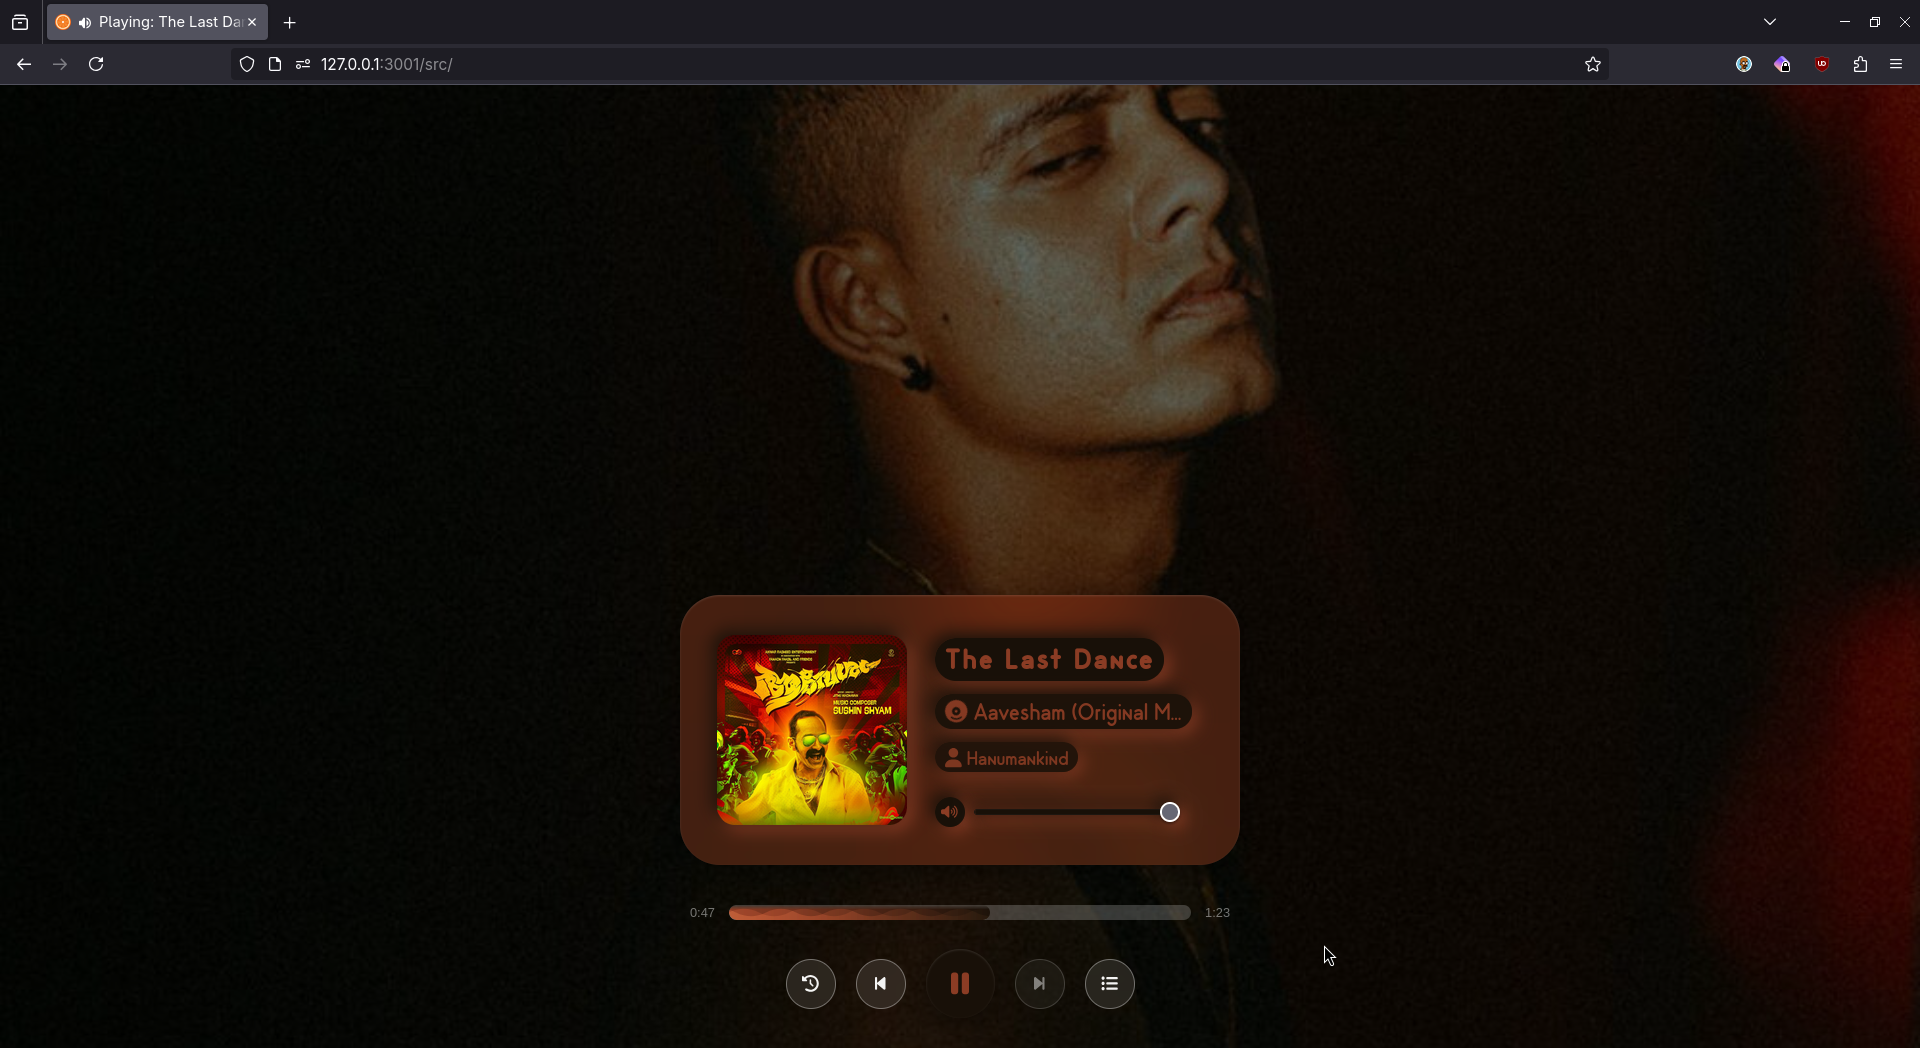 Playing: The Last Da
127.0.0.1:3001/src/
MUSIC COMPOSER
SUSHIN SHYAM
The Last Dance
Aavesham (Original M...
Hanumankind
0:47
1:23